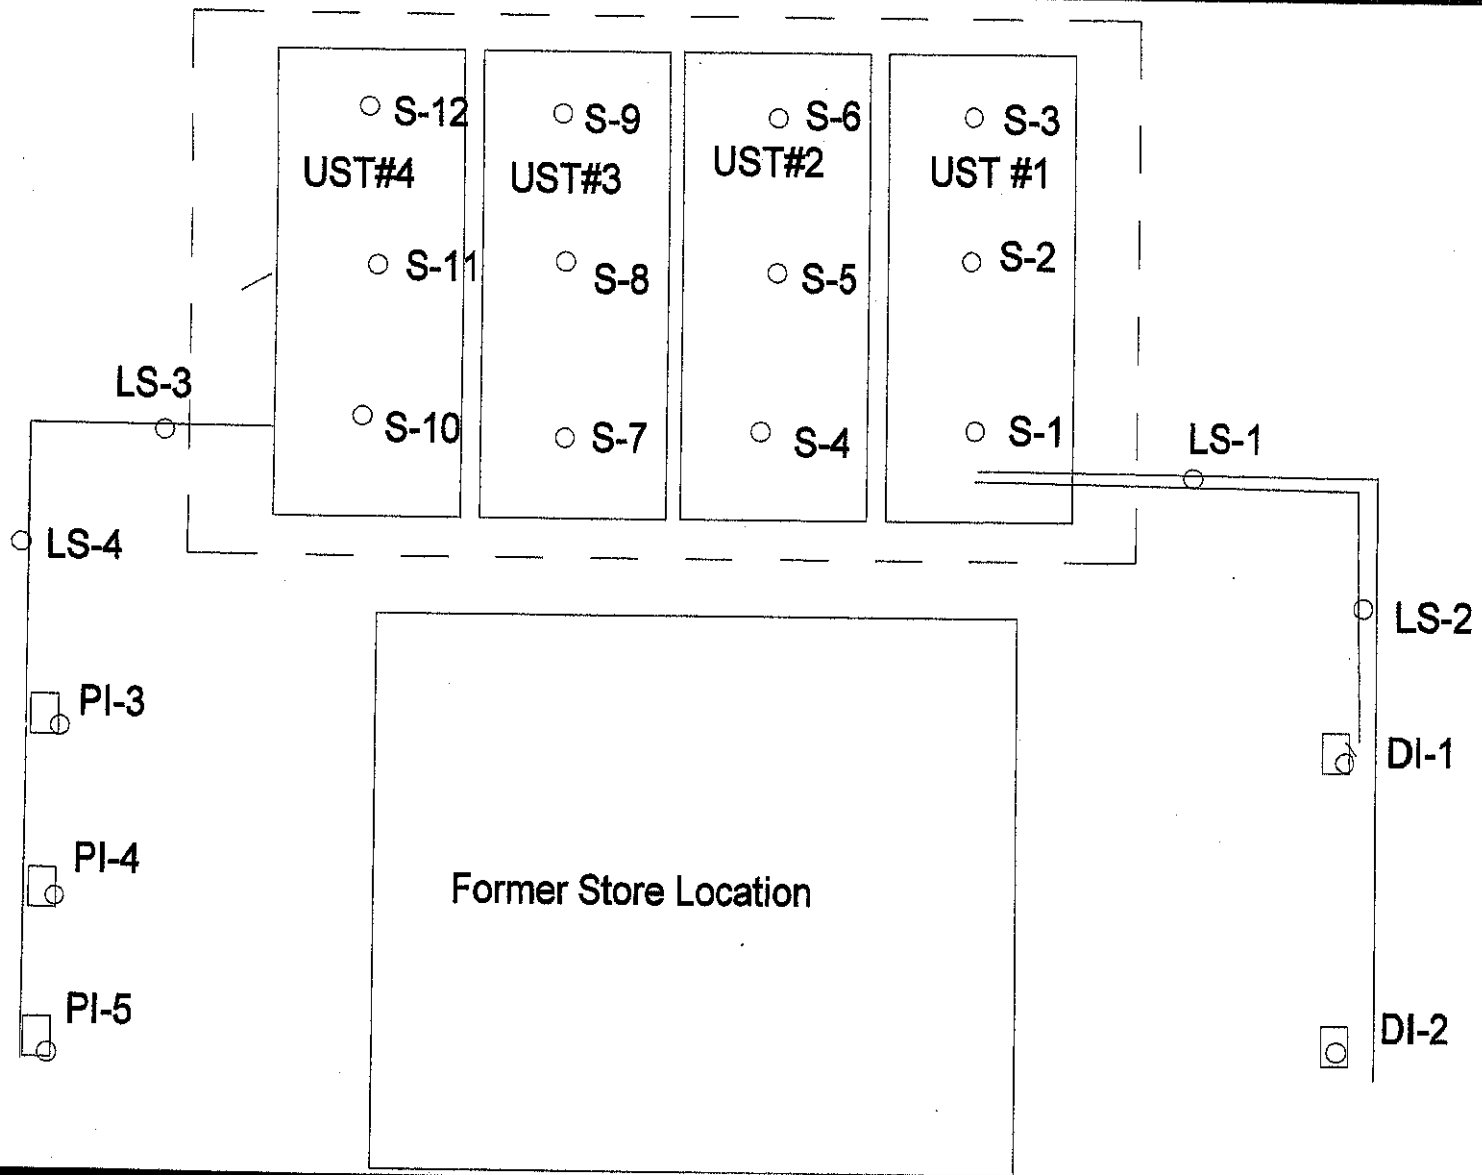 S-12
S-9
S-6
S-3
UST#4
UST#3
UST#2
UST #1
S-11
S-8
S-5
S-2
LS-3
S-10
S-7
S-4
S-1
LS-1
LS-4
LS-2
PI-3
DI-1
PI-4
Former Store Location
PI-5
DI-2